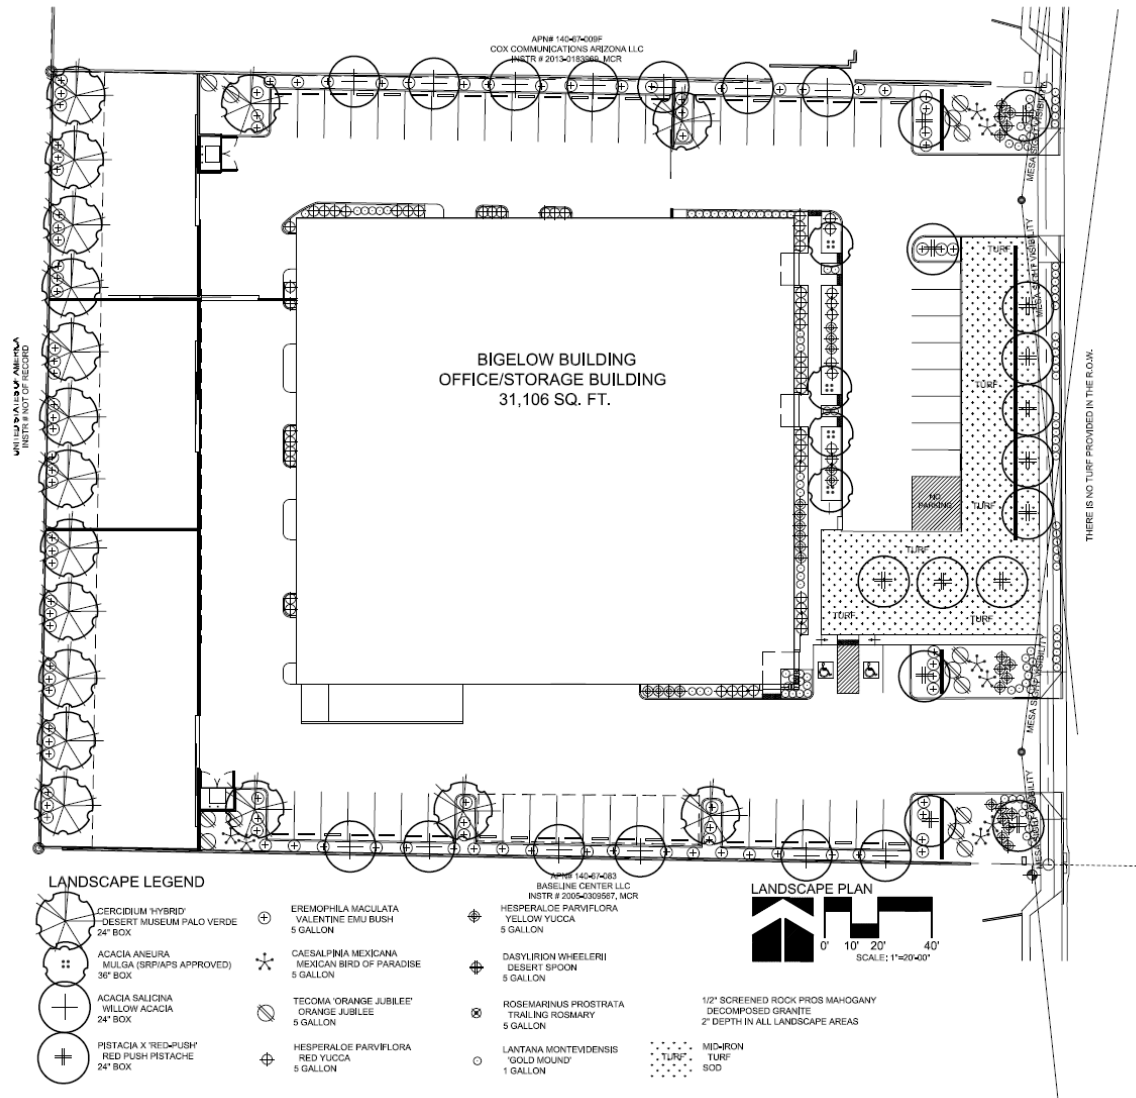 APN# 140-67-009F
COX COMMUNICATIONS ARIZONA LLC
INSTR # 2013-0183969, MCR
MESA SIGHT VISIBILITY
MESA SIGHT VISIBILITY
TURF
TURF
TURF
TURF
TURF
TURF
BIGELOW BUILDING
OFFICE/STORAGE BUILDING
31,106 SQ. FT.
UNITED STATES OF AMERICA
INSTR # NOT OF RECORD
THERE IS NO TURF PROVIDED IN THE R.O.W.
NO
PARKING
MESA SIGHT VISIBILITY
MESA SIGHT VISIBILITY
APN# 140-67-083
BASELINE CENTER LLC
INSTR # 2005-0309567, MCR
LANDSCAPE LEGEND
CERCIDIUM 'HYBRID'
DESERT MUSEUM PALO VERDE
24" BOX
ACACIA ANEURA
MULGA (SRP/APS APPROVED)
36" BOX
ACACIA SALICINA
WILLOW ACACIA
24" BOX
PISTACIA X 'RED-PUSH'
RED PUSH PISTACHE
24" BOX
EREMOPHILA MACULATA
VALENTINE EMU BUSH
5 GALLON
CAESALPINIA MEXICANA
MEXICAN BIRD OF PARADISE
5 GALLON
TECOMA 'ORANGE JUBILEE'
ORANGE JUBILEE
5 GALLON
HESPERALOE PARVIFLORA
RED YUCCA
5 GALLON
HESPERALOE PARVIFLORA
YELLOW YUCCA
5 GALLON
DASYLIRION WHEELERII
DESERT SPOON
5 GALLON
ROSEMARINUS PROSTRATA
TRAILING ROSMARY
5 GALLON
LANTANA MONTEVIDENSIS
'GOLD MOUND'
1 GALLON
LANDSCAPE PLAN
0' 10' 20' 40'
SCALE: 1"=20'-00"
1/2" SCREENED ROCK PROS MAHOGANY
DECOMPOSED GRANITE
2" DEPTH IN ALL LANDSCAPE AREAS
TURF
MID-IRON
TURF
SOD